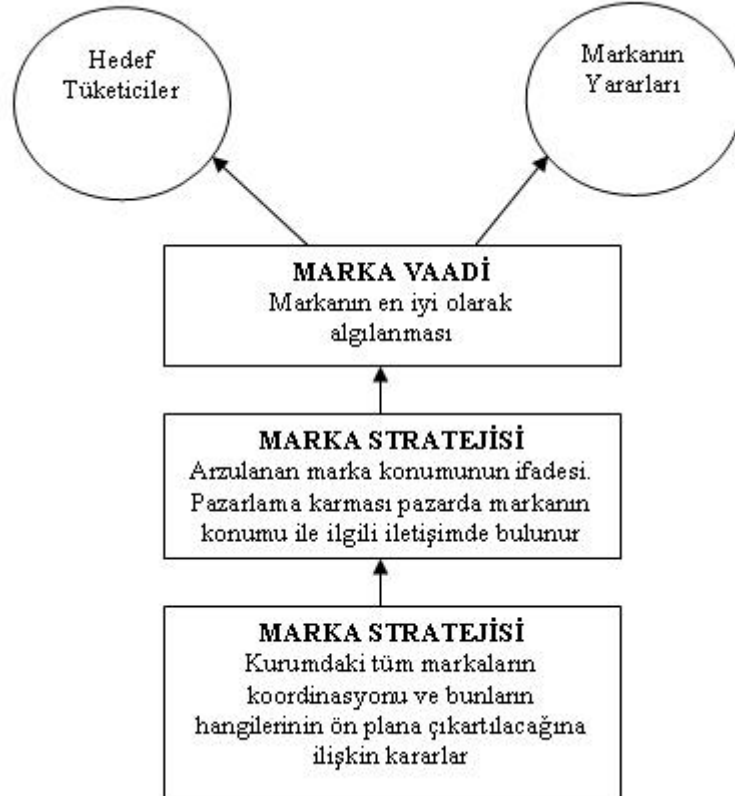 Hedef
Tüketiciler
Markanın
Yararları
MARKA VAADİ
Markanın en iyi olarak
algılanması
MARKA STRATEJİSİ
Arzulanan marka konumunun ifadesi.
Pazarlama karması pazarda markanın
konumu ile ilgili iletişimde bulunur
MARKA STRATEJİSİ
Kurumdaki tüm markaların
koordinasyonu ve bunların
hangilerinin ön plana çıkartılacağına
ilişkin kararlar